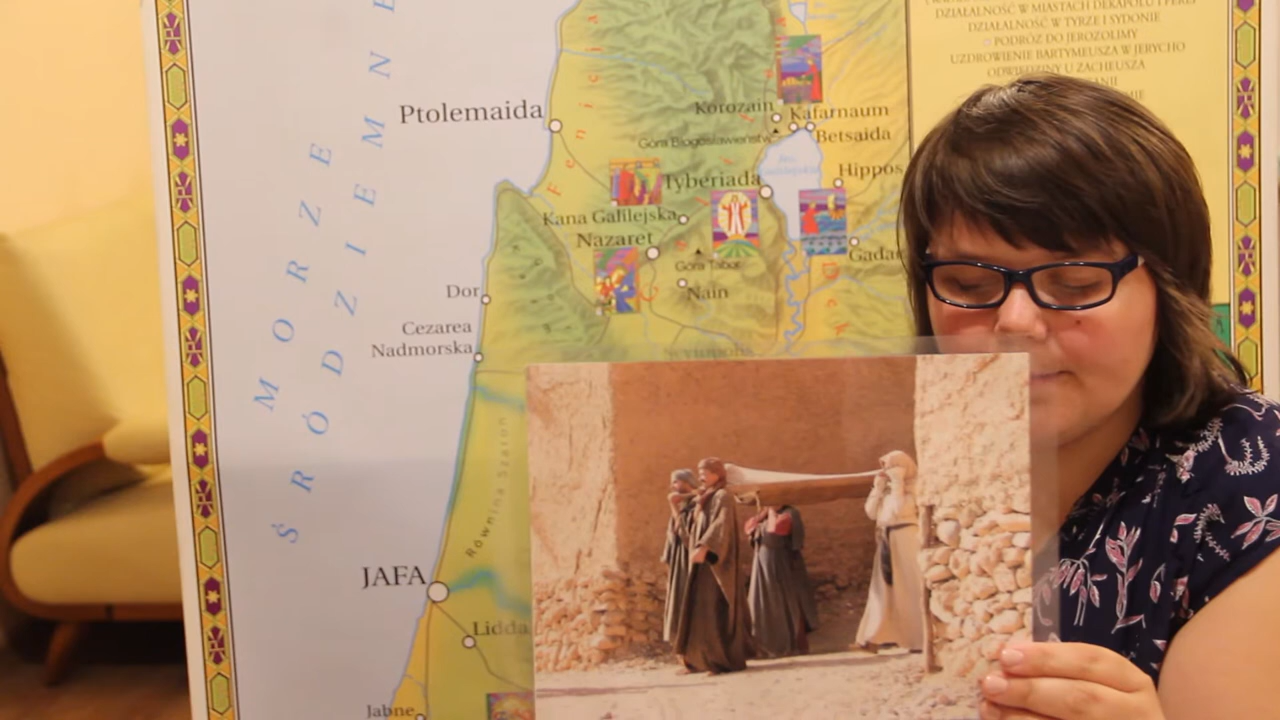 DZIAŁALNOŚĆ W MIASTACH DEKAPOLU I PEREI
DZIAŁALNOŚĆ W TYRZE I SYDONIE
PODRÓŻ DO JEROZOLIMY
UZDROWIENIE BARTYMEUSZA W JERYCHO
ODWIEDZINY U ZACHEUSZA
MORZE
ŚRÓDZIEMNE
Fenicja
Ptolemaida
Korozain
Kafarnaum
Góra Błogosławieństw
Betsaida
Tyberiada
Hippos
Kana Galilejska
Nazaret
Góra Tabor
Nain
Dor
Cezarea
Nadmorska
Równina Szaron
JAFA
Lidda
Jabne